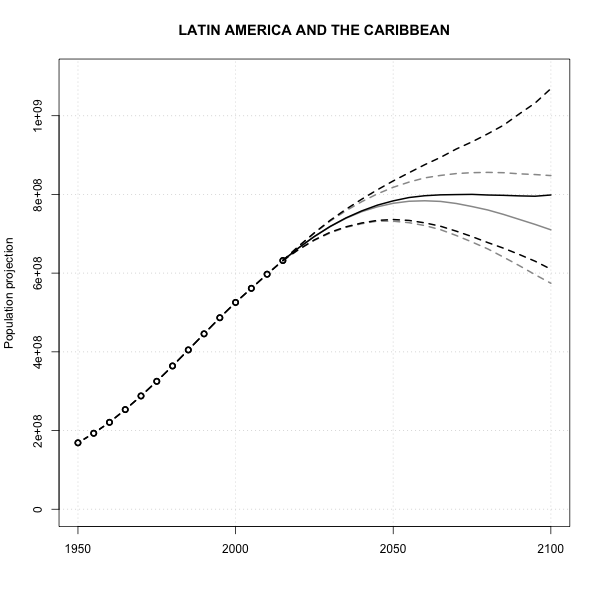 LATIN AMERICA AND THE CARIBBEAN
Population projection
1e+09
8e+08
6e+08
4e+08
2e+08
0
1950 2000 2050 2100